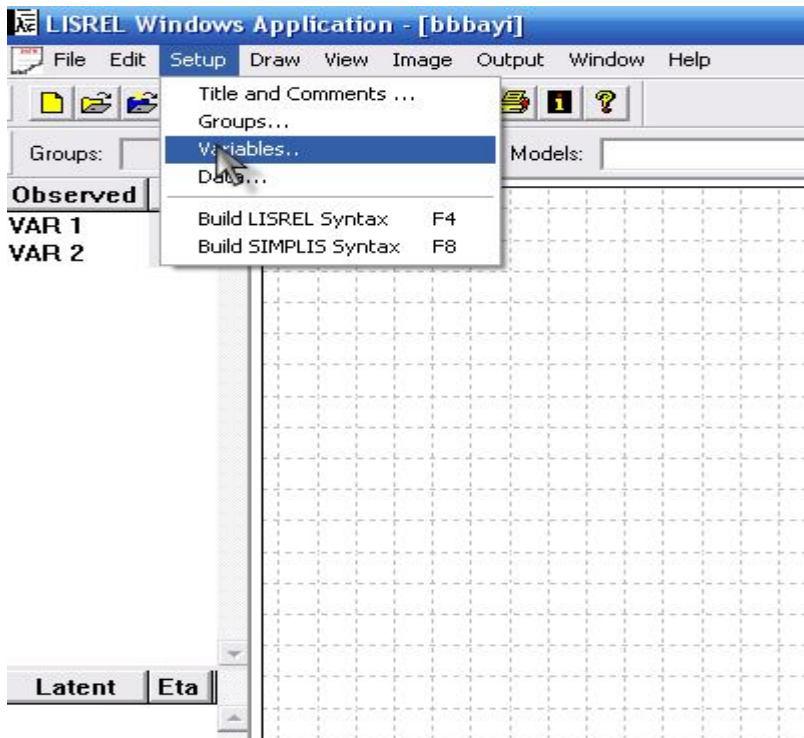 LISREL Windows Application - [bbbayi]
File Edit Setup Draw View Image Output Window Help
Title and Comments ...
Groups...
Groups: Variables.. Models:
Data...
Observed
VAR 1 Build LISREL Syntax F4
VAR 2 Build SIMPLIS Syntax F8
Latent Eta